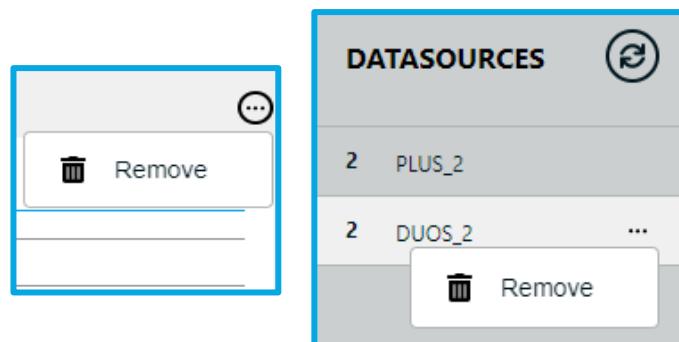 Remove
DATASOURCES
2 PLUS_2
2 DUOS_2 ...
Remove